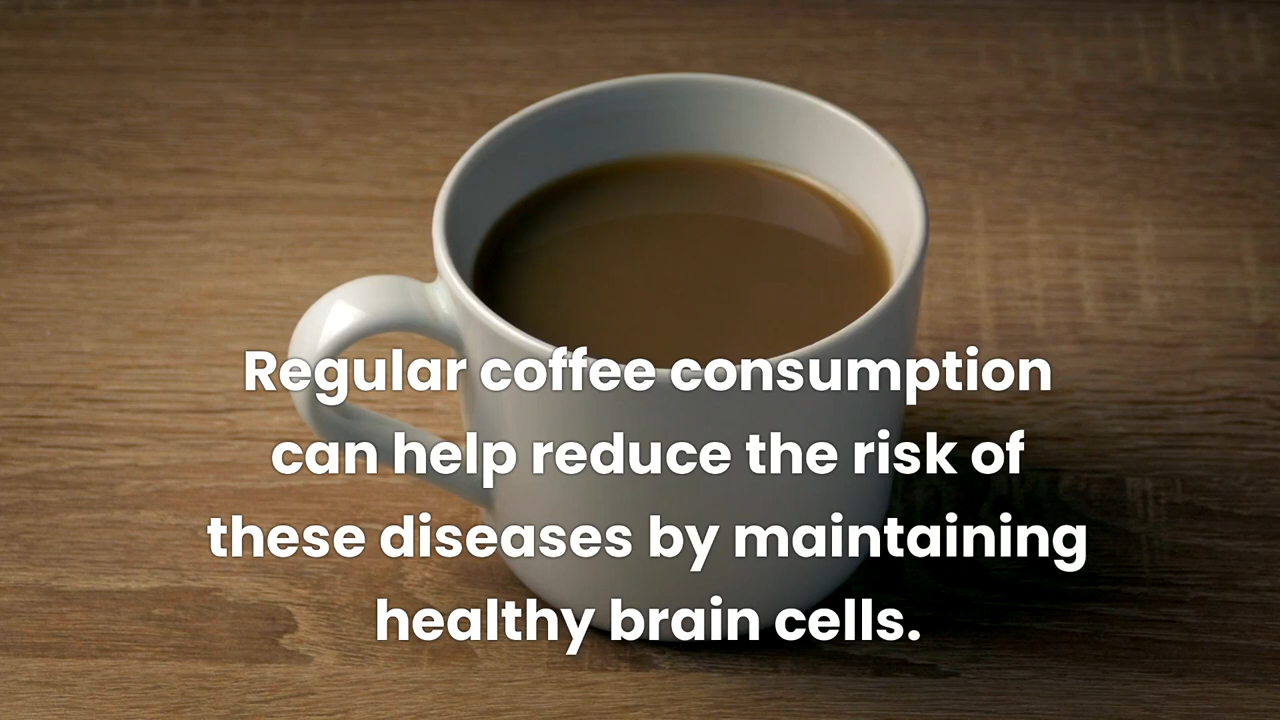 Regular coffee consumption
can help reduce the risk of
these diseases by maintaining
healthy brain cells.